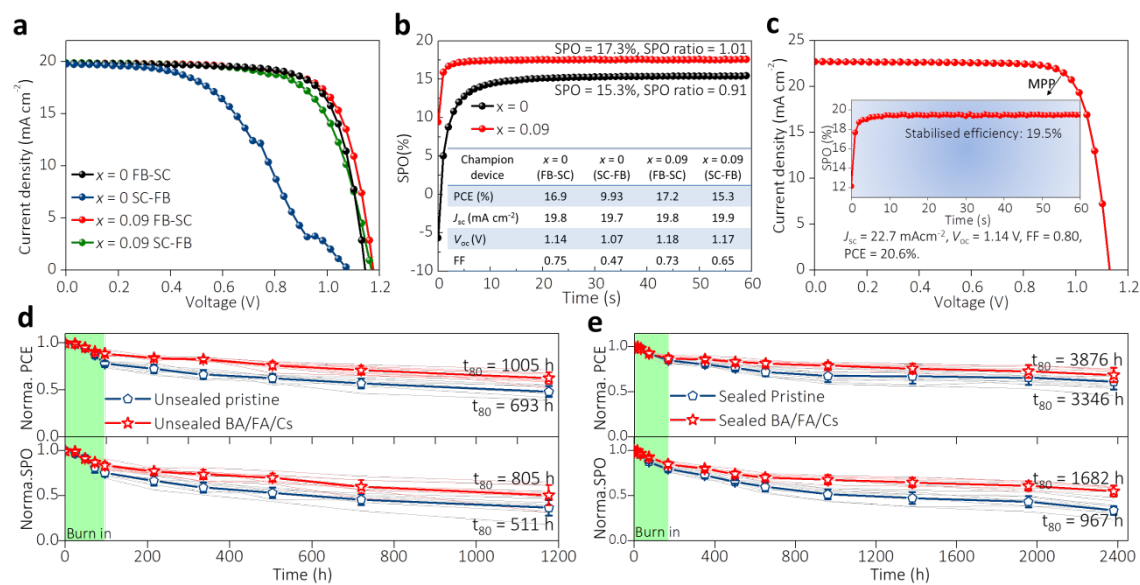 a
25
20
15
10
5
0
Current density (mA cm-2)
x = 0 FB-SC
x = 0 SC-FB
x = 0.09 FB-SC
x = 0.09 SC-FB
0.0 0.2 0.4 0.6 0.8 1.0 1.2
Voltage (V)
b
20
15
10
5
0
-5
-10
SPO(%)
SPO = 17.3%, SPO ratio = 1.01
SPO = 15.3%, SPO ratio = 0.91
x = 0
x = 0.09
Champion device x = 0 (FB-SC) x = 0 (SC-FB) x = 0.09 (FB-SC) x = 0.09 (SC-FB)
PCE (%) 16.9 9.93 17.2 15.3
Jsc (mA cm-2) 19.8 19.7 19.8 19.9
Voc (V) 1.14 1.07 1.18 1.17
FF 0.75 0.47 0.73 0.65
0 10 20 30 40 50 60
Time (s)
c
25
20
15
10
5
0
Current density (mA cm-2)
MPP
21
20
18
16
15
14
12
SPO (%)
Stabilised efficiency: 19.5%
0 10 20 30 40 50 60
Time (s)
Jsc = 22.7 mAcm-2, Voc = 1.14 V, FF = 0.80,
PCE = 20.6%.
0.0 0.2 0.4 0.6 0.8 1.0 1.2
Voltage (V)
d
1.0
0.5
0.0
Norma. PCE
t80 = 1005 h
t80 = 693 h
Unsealed pristine
Unsealed BA/FA/Cs
1.0
0.5
0.0
Norma.SPO
t80 = 805 h
t80 = 511 h
Burn in
0 200 400 600 800 1000 1200
Time (h)
e
1.0
0.5
0.0
Norma. PCE
t80 = 3876 h
t80 = 3346 h
Sealed Pristine
Sealed BA/FA/Cs
1.0
0.5
0.0
Norma.SPO
t80 = 1682 h
t80 = 967 h
Burn in
0 400 800 1200 1600 2000 2400
Time (h)